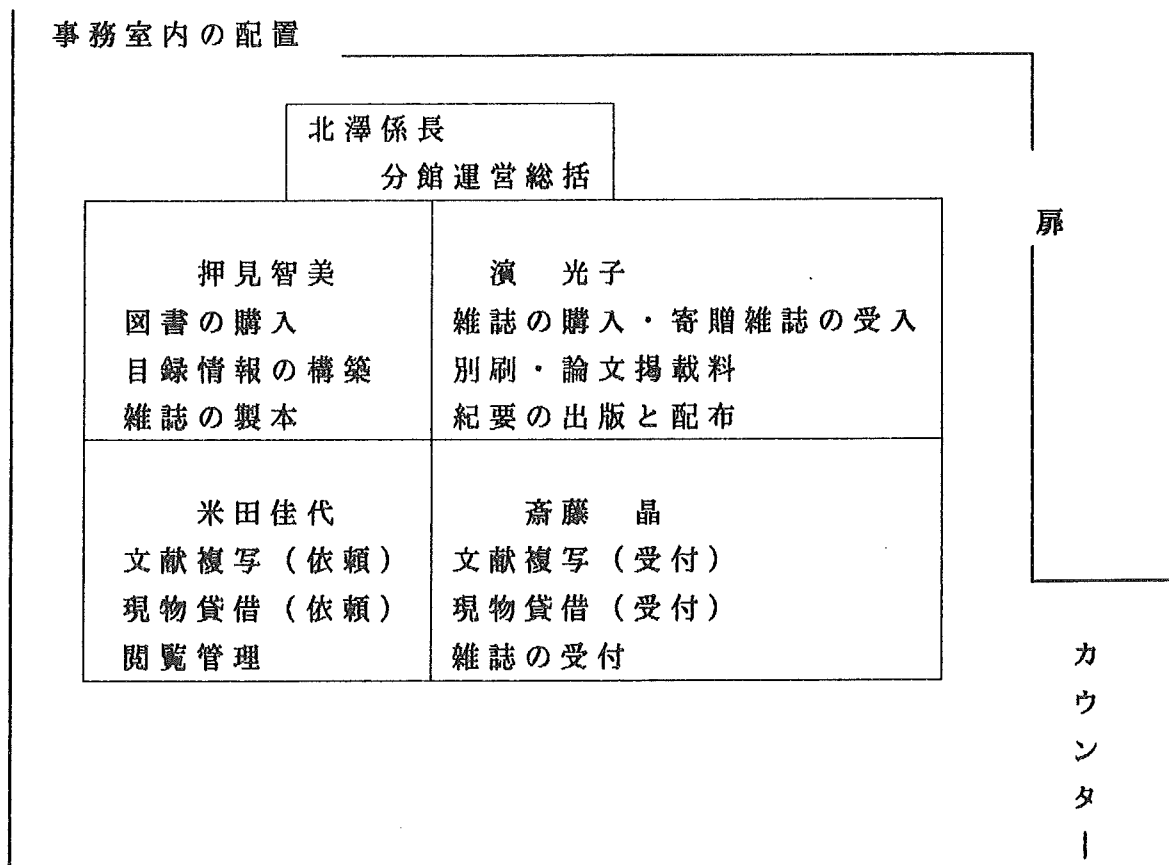 事務室内の配置
北澤係長
分館運営総括
押見智美
図書の購入
目録情報の構築
雑誌の製本
濱　光子
雑誌の購入・寄贈雑誌の受入
別刷・論文掲載料
紀要の出版と配布
米田佳代
文献複写（依頼）
現物貸借（依頼）
閲覧管理
斎藤　晶
文献複写（受付）
現物貸借（受付）
雑誌の受付
扉
カウンター